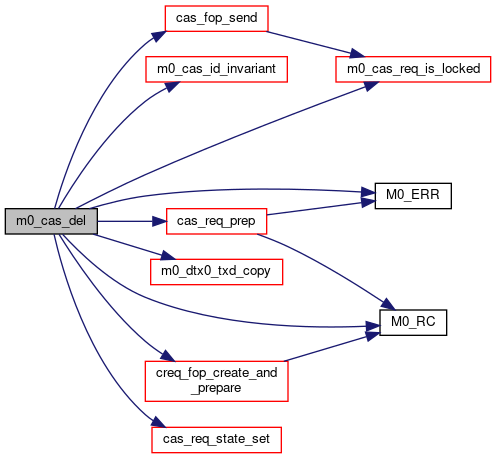 cas_fop_send
m0_cas_id_invariant
m0_cas_req_is_locked
M0_ERR
m0_cas_del
cas_req_prep
m0_dtx0_txd_copy
M0_RC
creq_fop_create_and
_prepare
cas_req_state_set